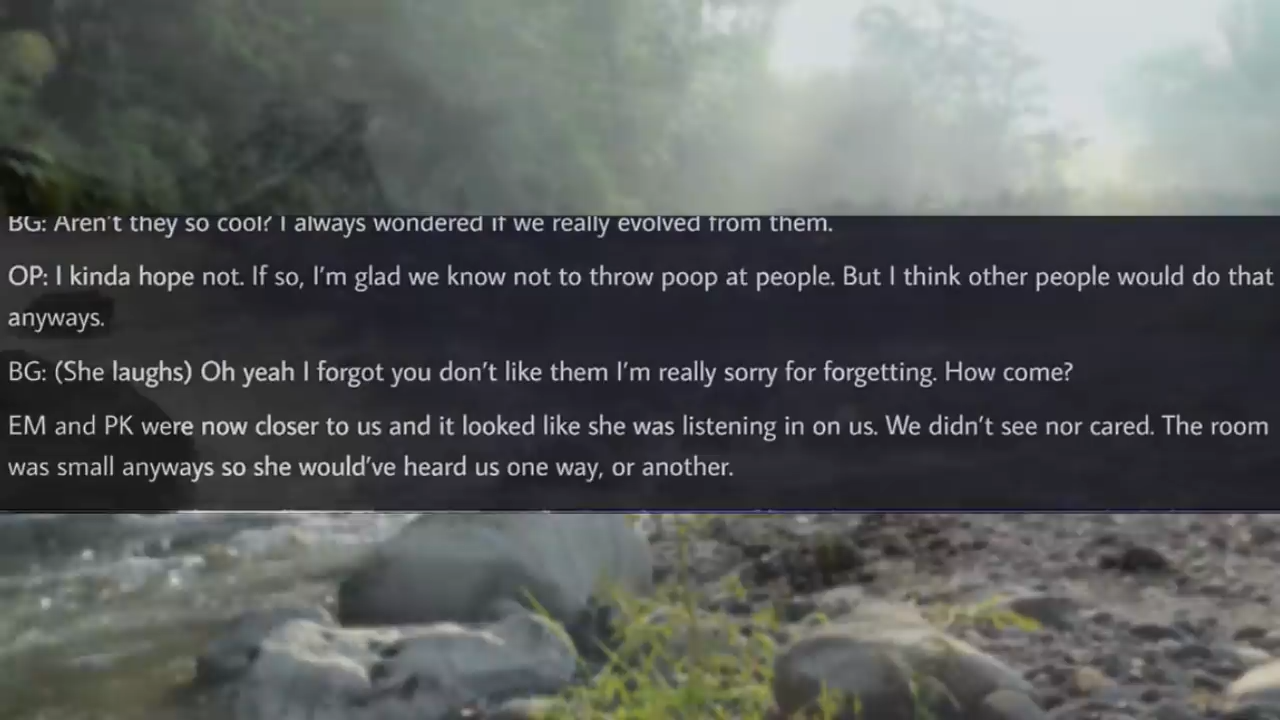 BG: Aren't they so cool? I always wondered if we really evolved from them.
OP: I kinda hope not. If so, I'm glad we know not to throw poop at people. But I think other people would do that
anyways.
BG: (She laughs) Oh yeah I forgot you don't like them I'm really sorry for forgetting. How come?
EM and PK were now closer to us and it looked like she was listening in on us. We didn't see nor cared. The room
was small anyways so she would've heard us one way, or another.